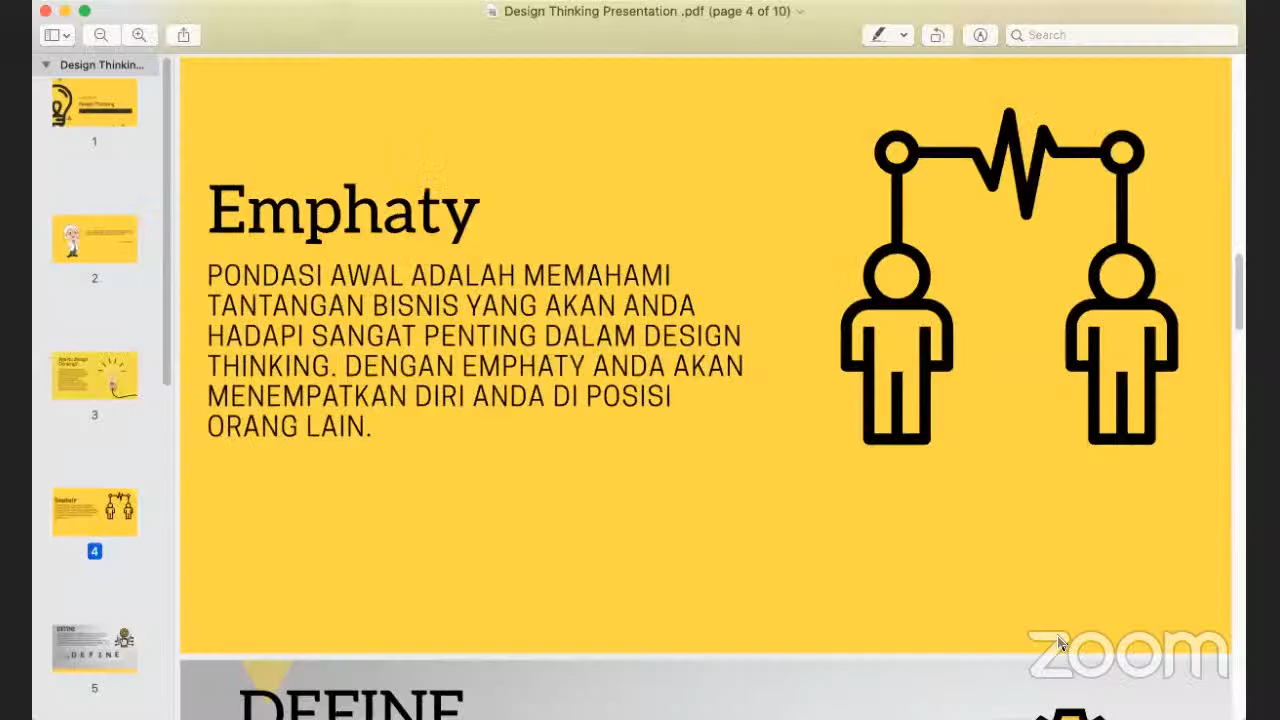 Design Thinking Presentation .pdf (page 4 of 10)
Search
Design Thinkin...
1
2
3
4
5
Emphaty
PONDASI AWAL ADALAH MEMAHAMI
TANTANGAN BISNIS YANG AKAN ANDA
HADAPI SANGAT PENTING DALAM DESIGN
THINKING. DENGAN EMPHATY ANDA AKAN
MENEMPATKAN DIRI ANDA DI POSISI
ORANG LAIN.
DEFINE
zoom